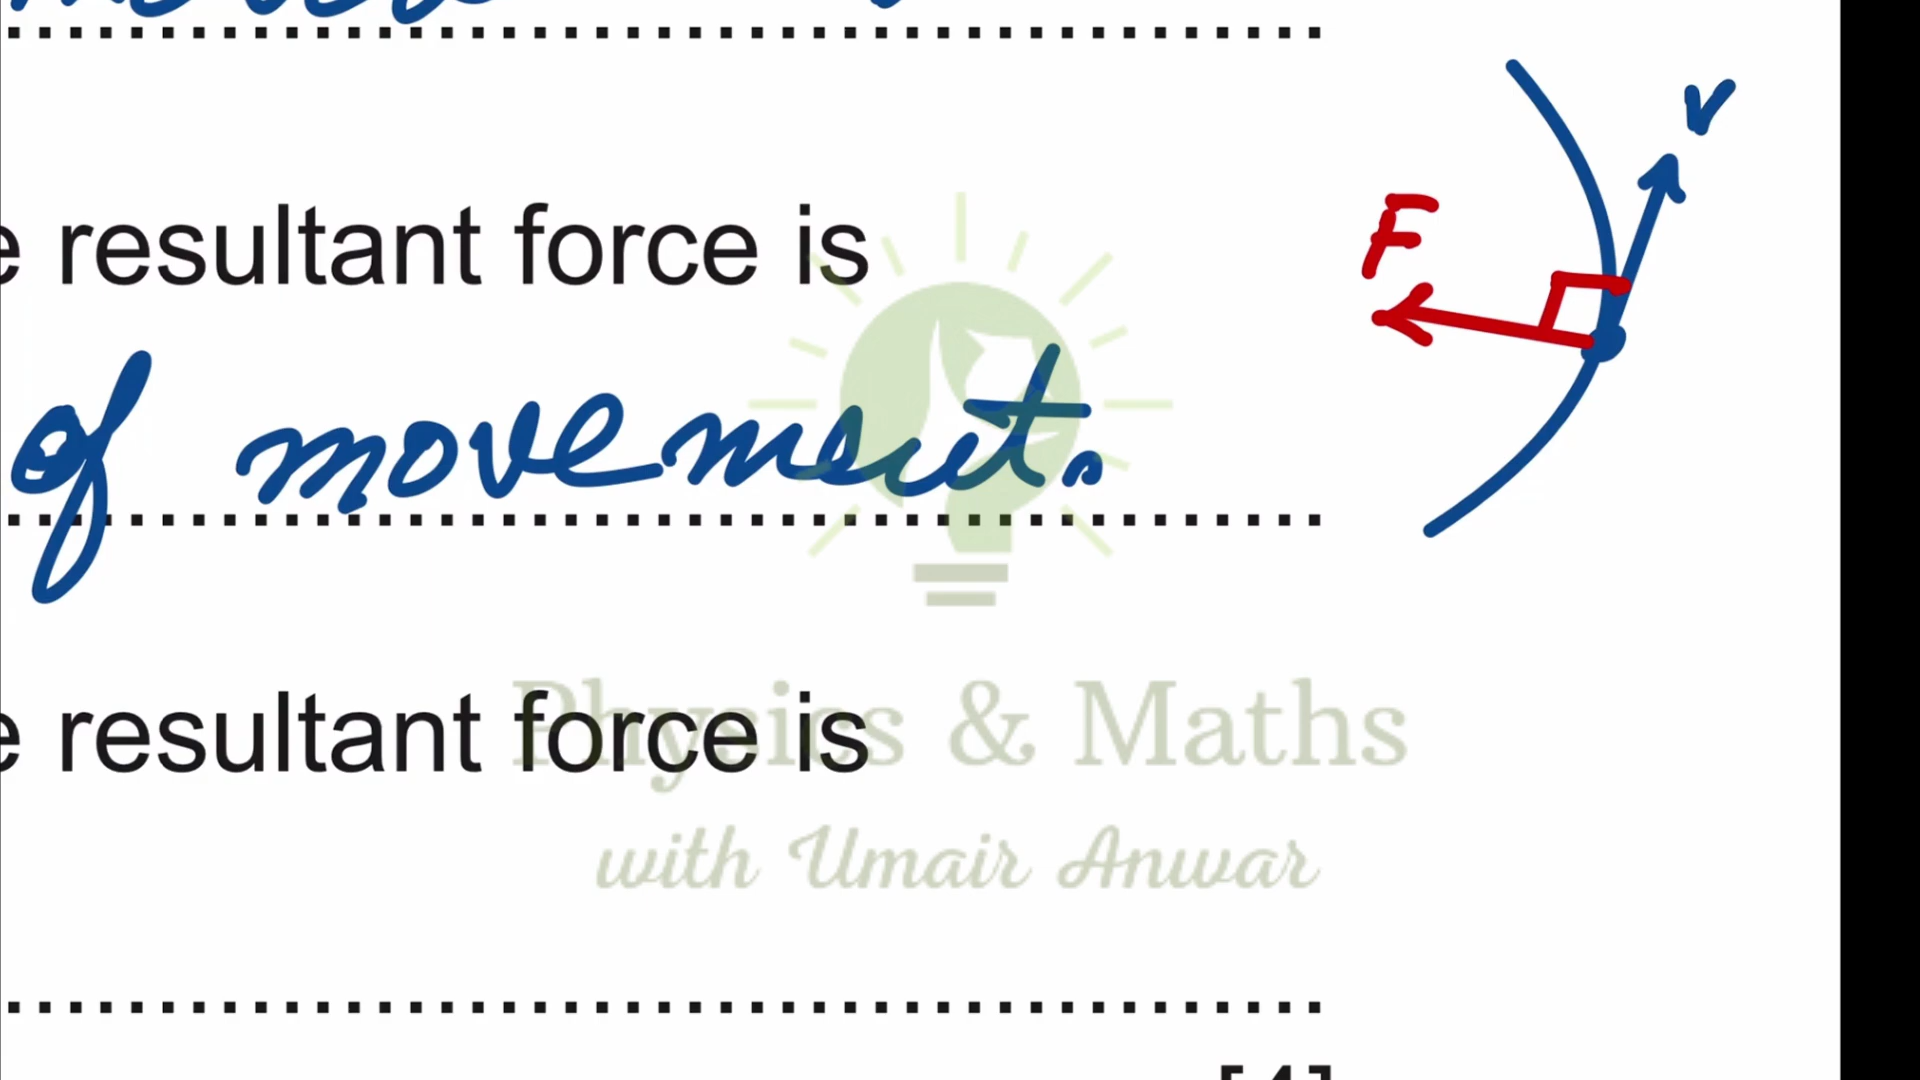 v
F
resultant force is
of movement.
resultant force is
Physics & Maths
with Umair Anwar